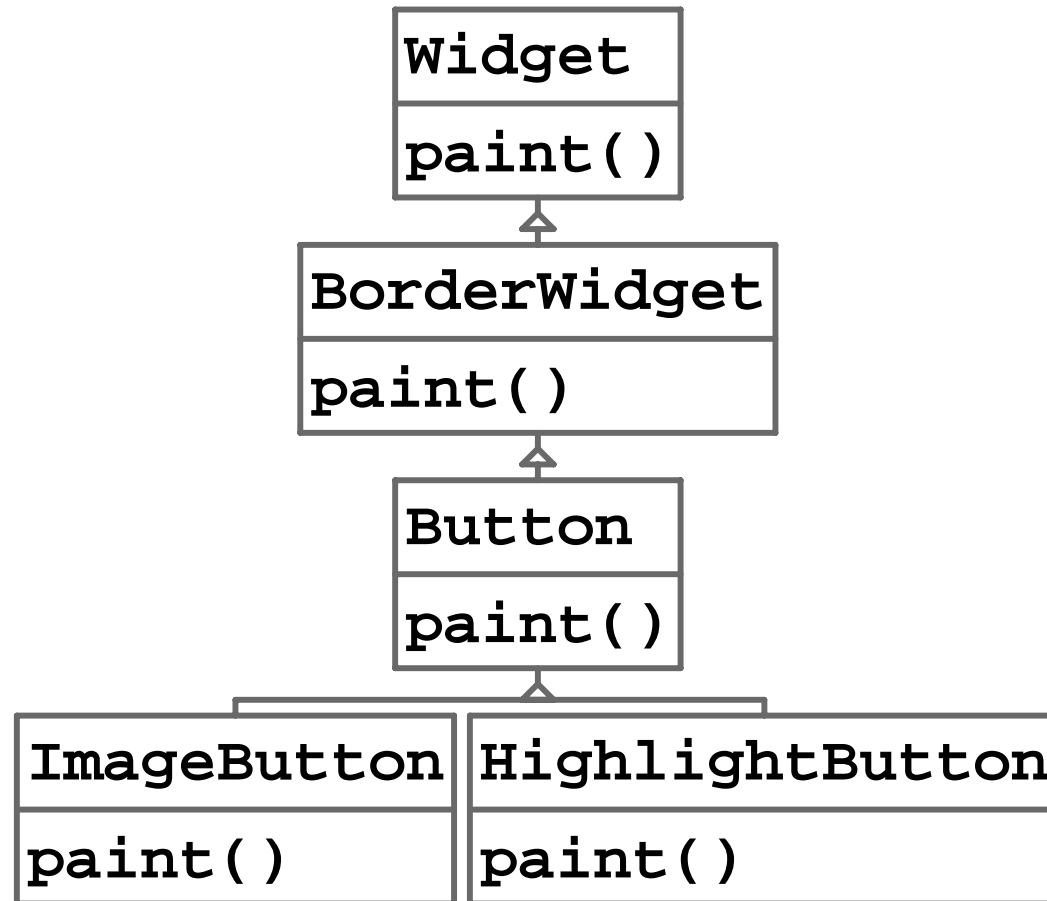 Widget
paint()
BorderWidget
paint()
Button
paint()
ImageButton
paint()
HighlightButton
paint()